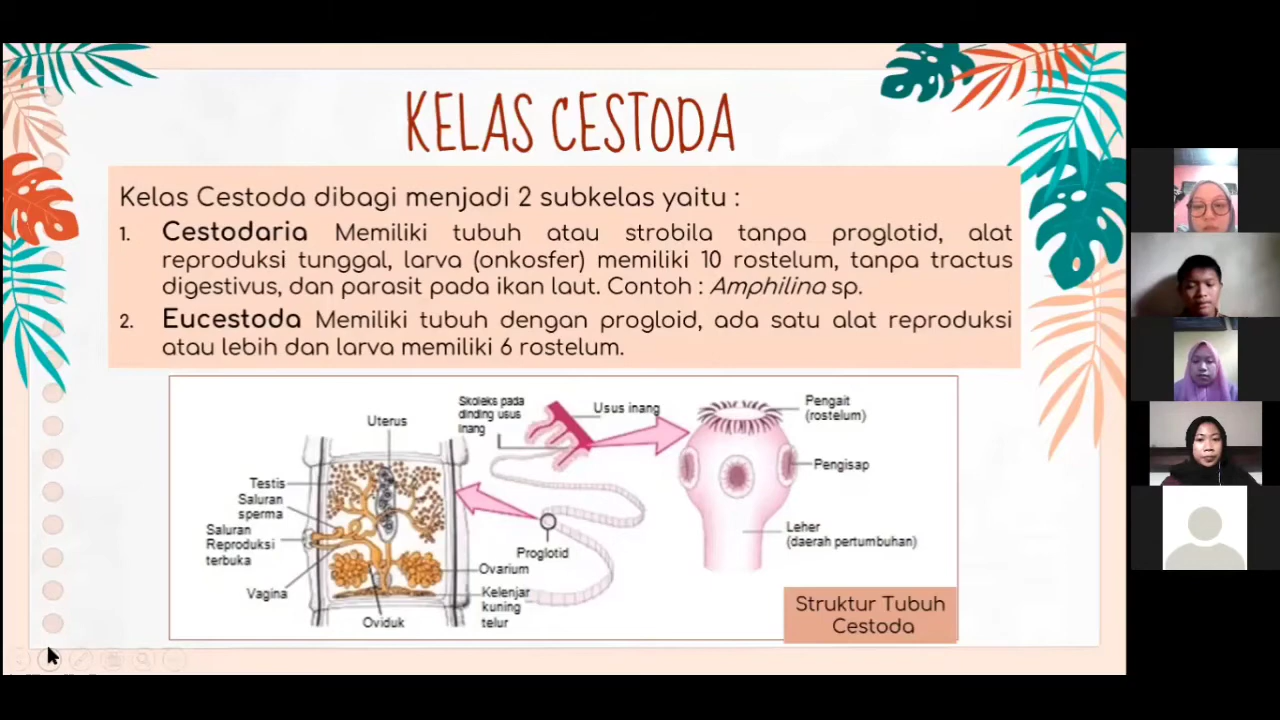 KELAS CESTODA
Kelas Cestoda dibagi menjadi 2 subkelas yaitu :
1. Cestodaria Memiliki tubuh atau strobila tanpa proglotid, alat
reproduksi tunggal, larva (onkosfer) memiliki 10 rostelum, tanpa tractus
digestivus, dan parasit pada ikan laut. Contoh : Amphilina sp.
2. Eucestoda Memiliki tubuh dengan progloid, ada satu alat reproduksi
atau lebih dan larva memiliki 6 rostelum.
Uterus
Testis
Saluran
sperma
Saluran
Reproduksi
terbuka
Vagina
Oviduk
Skoleks pada
dinding usus
Inang
Usus inang
Proglotid
Ovarium
Kelenjar
kuning
telur
Pengait
(rostelum)
Pengisap
Leher
(daerah pertumbuhan)
Struktur Tubuh
Cestoda